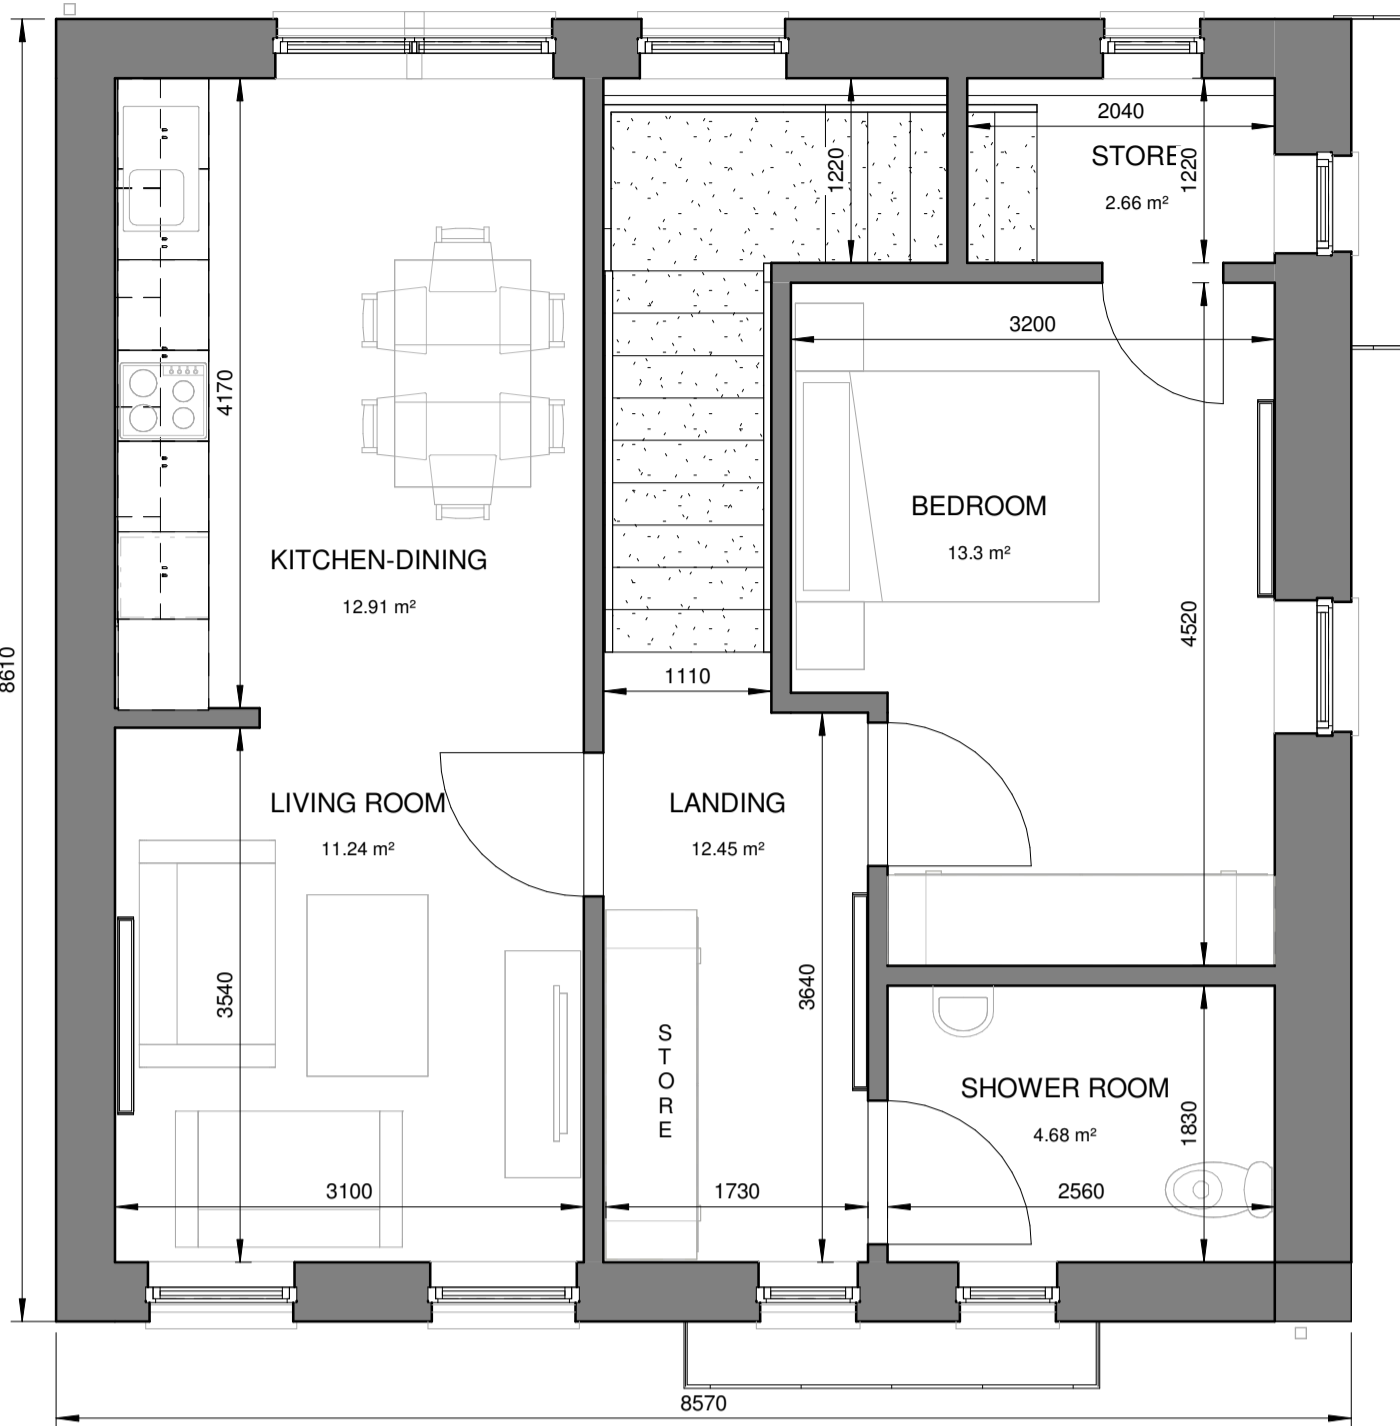 2040
STORE
1220
2.66 m²
1220
3200
4170
BEDROOM
13.3 m²
KITCHEN-DINING
12.91 m²
4520
8610
1110
LIVING ROOM
11.24 m²
LANDING
12.45 m²
3540
3640
S
T
O
R
E
SHOWER ROOM
4.68 m²
1830
3100
1730
2560
8570